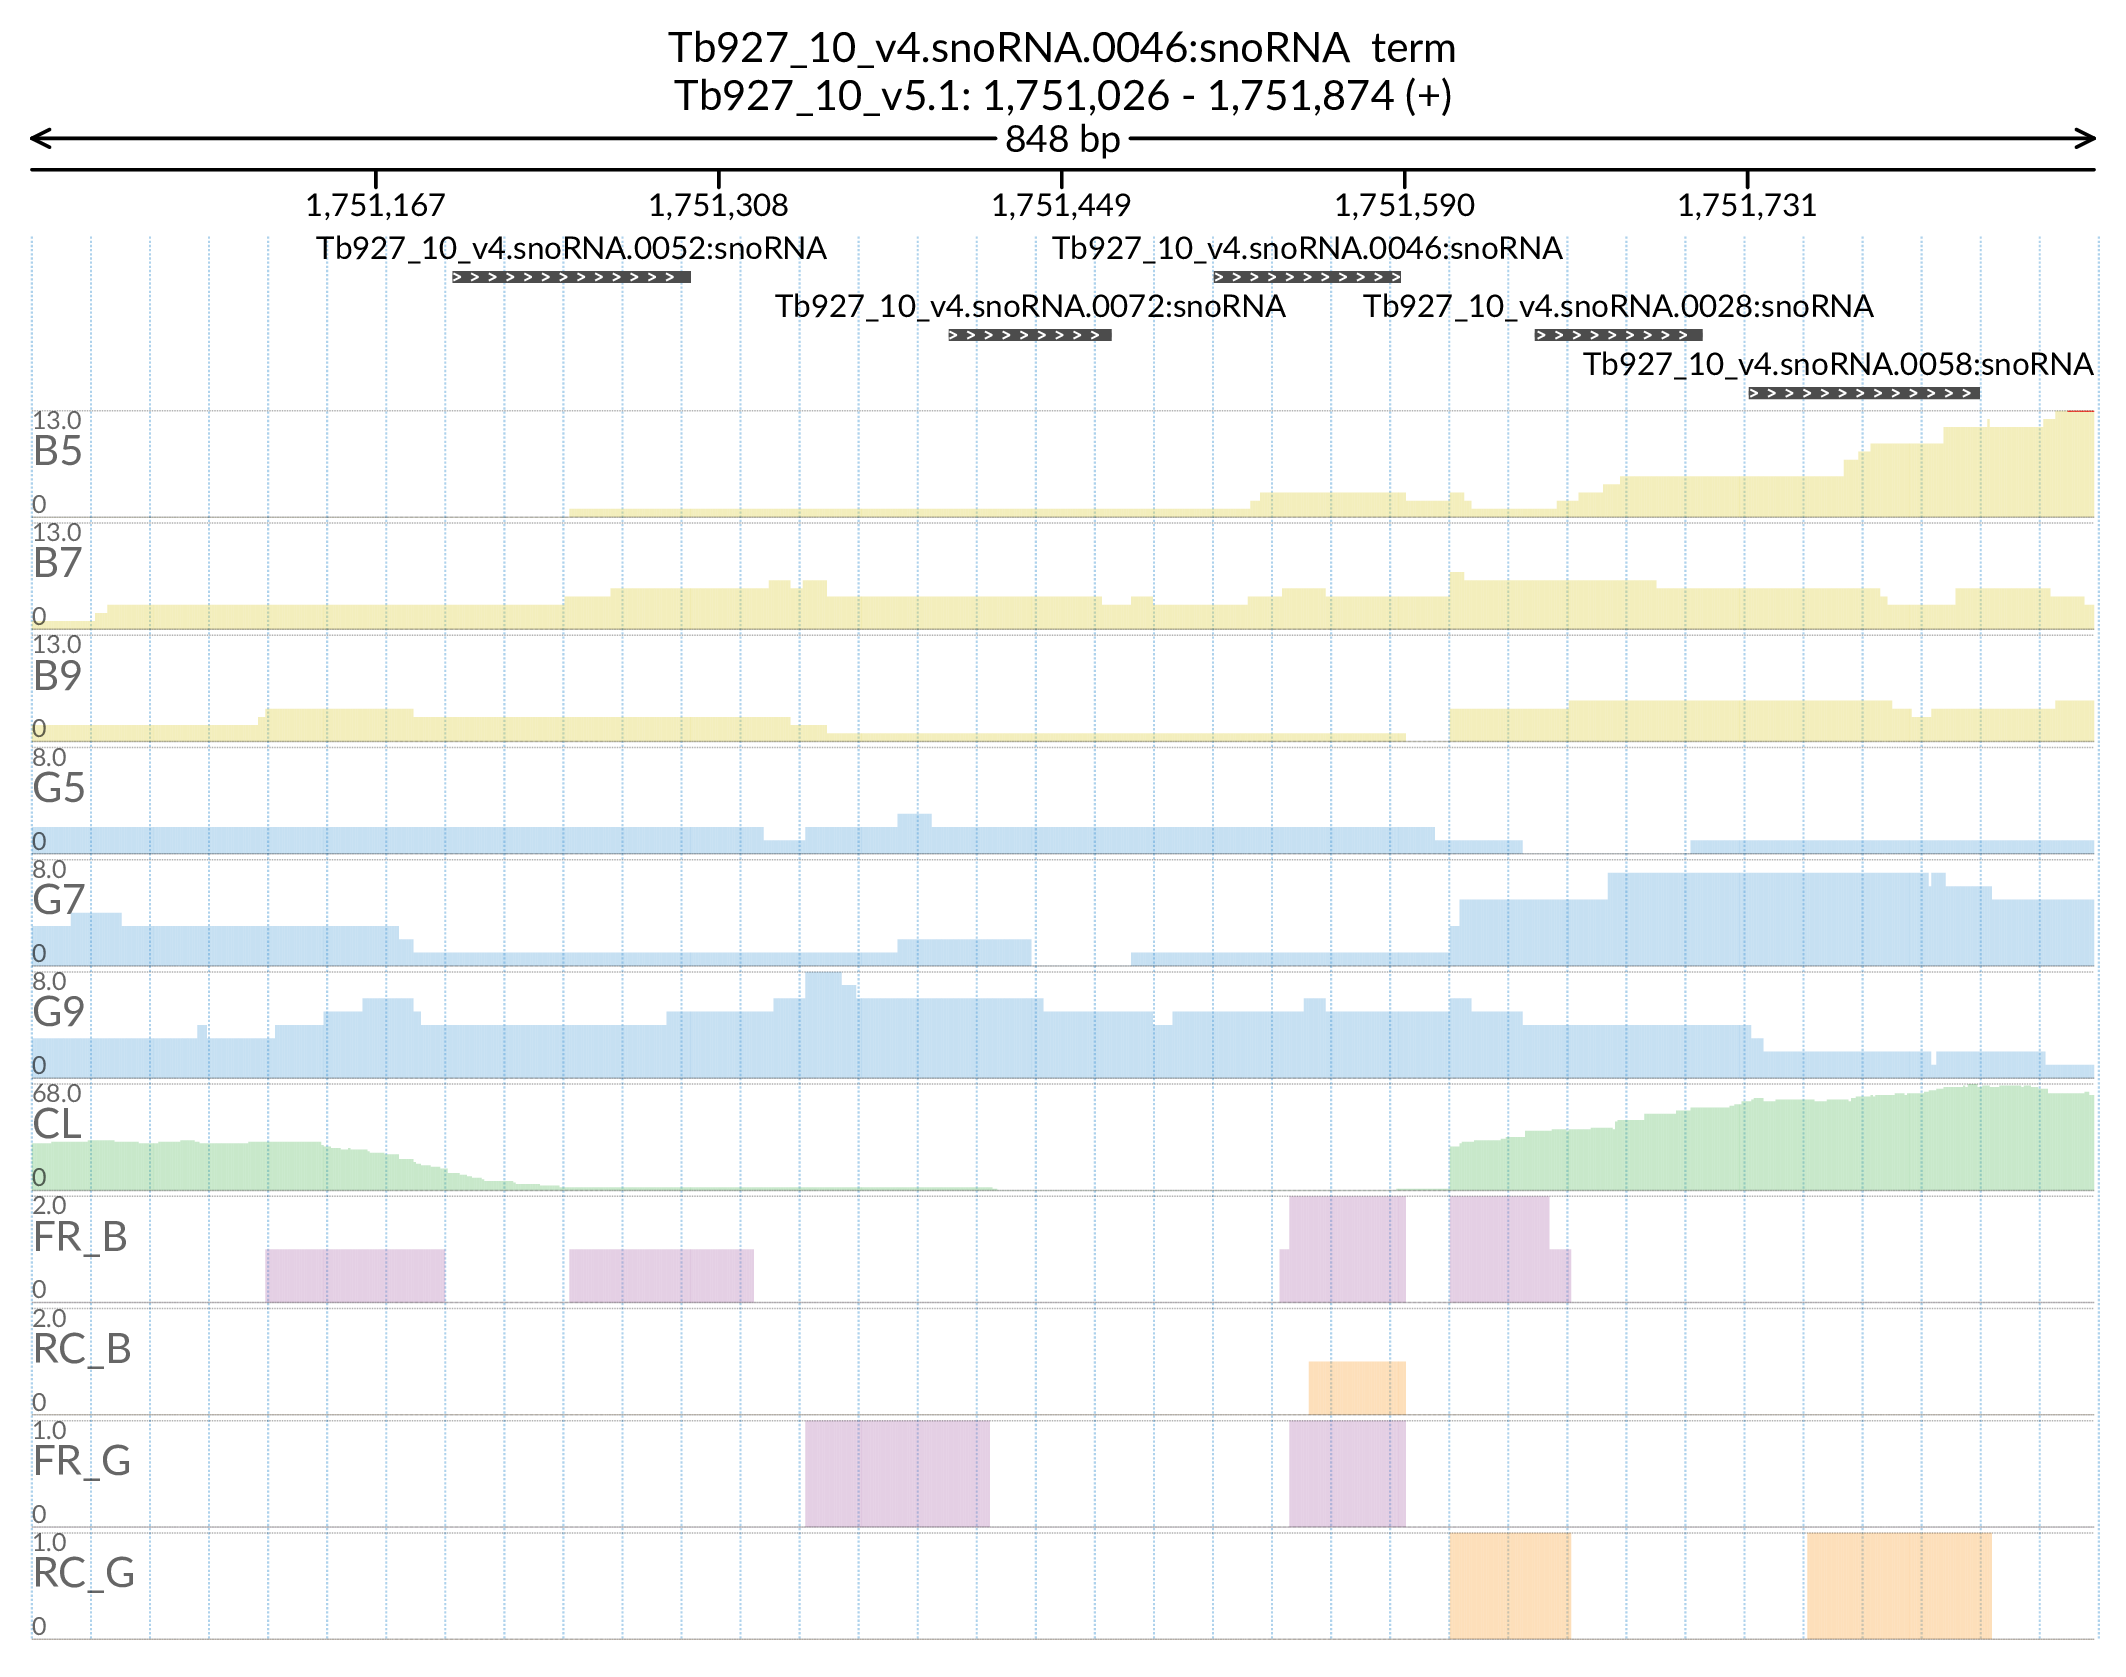 Tb927_10_v4.snoRNA.0046:snoRNA term
Tb927_10_v5.1: 1,751,026 - 1,751,874 (+)
848 bp
1,751,167 1,751,308 1,751,449 1,751,590 1,751,731
Tb927_10_v4.snoRNA.0052:snoRNA Tb927_10_v4.snoRNA.0046:snoRNA
Tb927_10_v4.snoRNA.0072:snoRNA Tb927_10_v4.snoRNA.0028:snoRNA
Tb927_10_v4.snoRNA.0058:snoRNA
13.0
B5
0
13.0
B7
0
13.0
B9
0
8.0
G5
0
8.0
G7
0
8.0
G9
0
68.0
CL
0
2.0
FR_B
0
2.0
RC_B
0
1.0
FR_G
0
1.0
RC_G
0